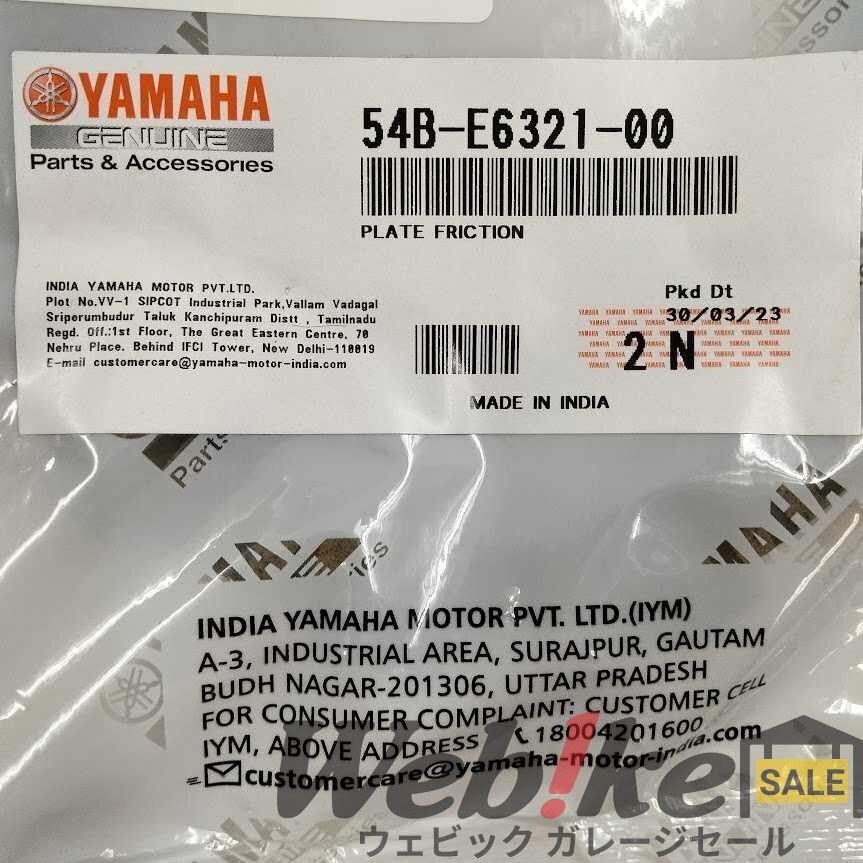 YAMAHA
GENUINE
Parts & Accessories
54B-E6321-00
PLATE FRICTION
INDIA YAMAHA MOTOR PVT.LTD.
Plot No.VV-1 SIPCOT Industrial Park,Vallam Vadagal
Sriperumbudur Taluk Kanchipuram Distt , Tamilnadu
Regd. Off.:1st Floor, The Great Eastern Centre, 70
Nehru Place. Behind IFCI Tower, New Delhi-110019
E-mail customercare@yamaha-motor-india.com
Pkd Dt
30/03/23
2 N
MADE IN INDIA
INDIA YAMAHA MOTOR PVT. LTD.(IYM)
A-3, INDUSTRIAL AREA, SURAJPUR, GAUTAM
BUDH NAGAR-201306, UTTAR PRADESH
FOR CONSUMER COMPLAINT: CUSTOMER CELL
IYM, ABOVE ADDRESS 18004201600
customercare@yamaha-motor-india.com
Web!ke
SALE
ウェビック ガレージセール